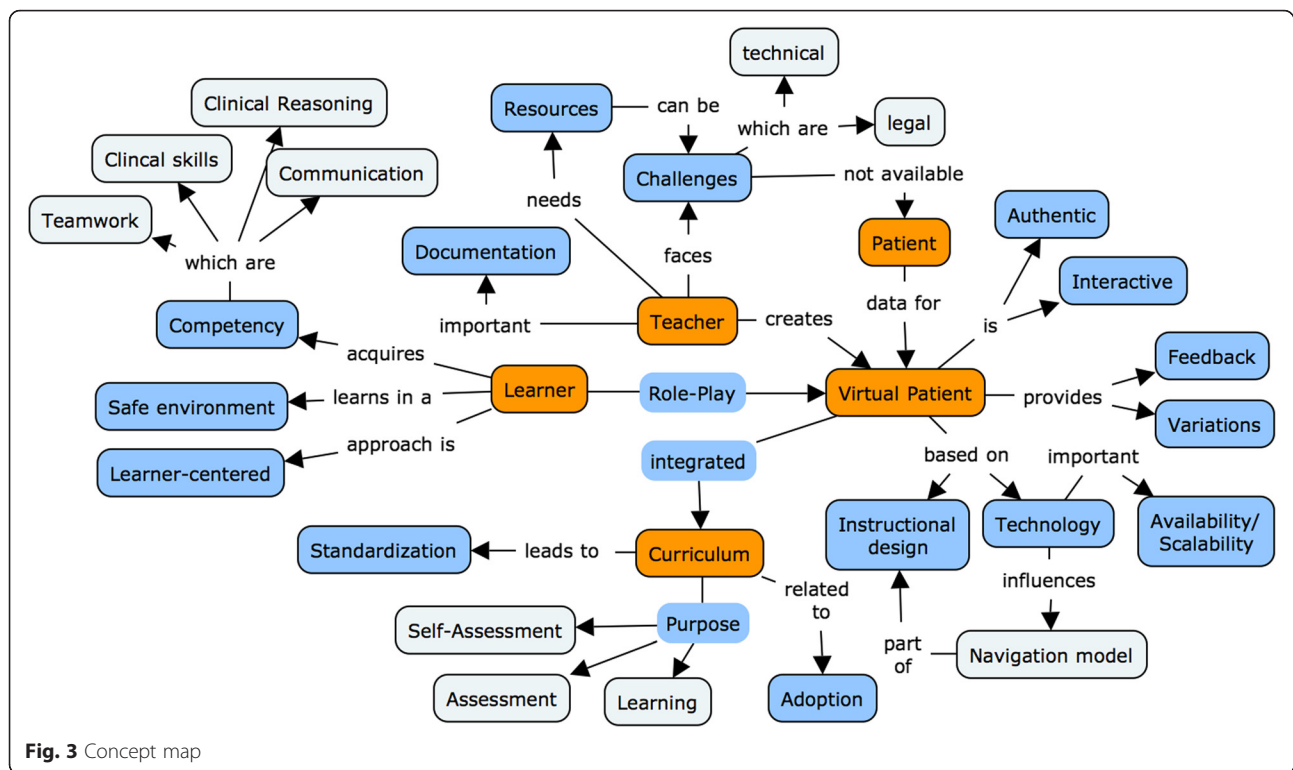 technical
Clinical Reasoning
Resources
can be
which are
legal
Clincal skills
Communication
Challenges
not available
needs
Teamwork
Authentic
Patient
Documentation
which are
faces
Interactive
data for
Competency
important
Teacher
creates
is
acquires
Feedback
Learner
Role-Play
Virtual Patient
provides
Safe environment
learns in a
Variations
approach is
Learner-centered
integrated
based on
important
Instructional
design
Technology
Availability/
Scalability
Standardization
leads to
Curriculum
influences
related
to
Self-Assessment
Purpose
part
of
Navigation model
Assessment
Learning
Adoption
Fig. 3 Concept map